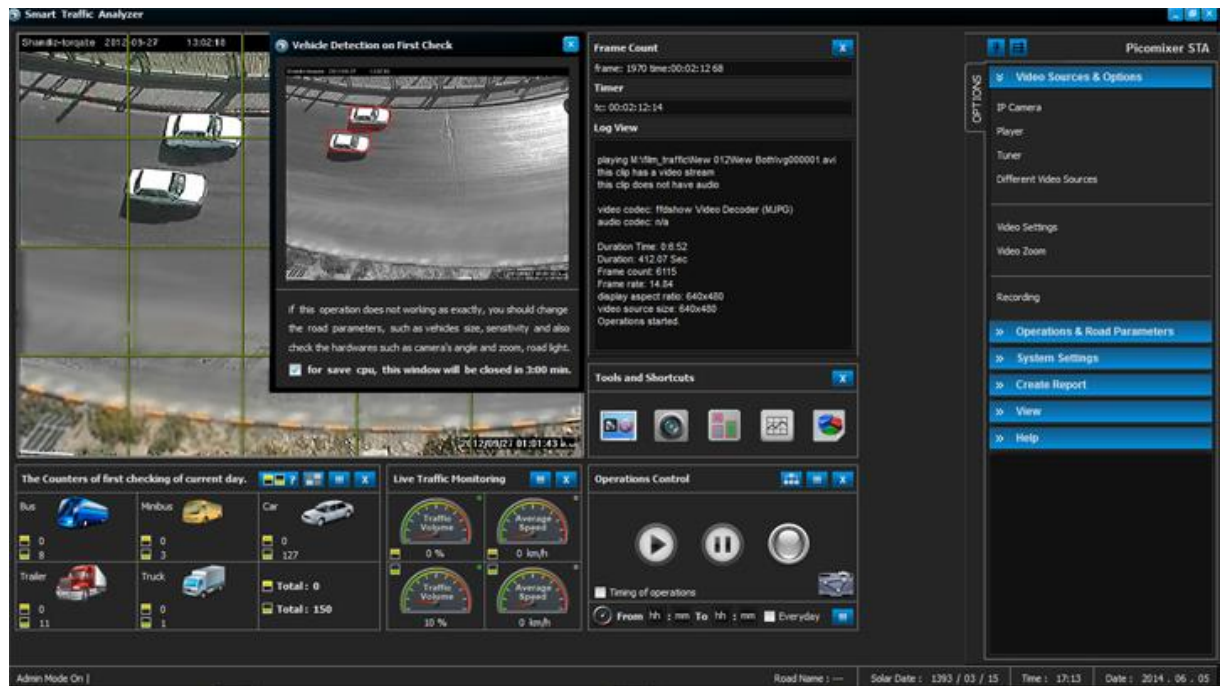 Smart Traffic Analyzer
Shandiz-torqate 2012-09-27 13:02:18
2012/09/27 01:01:43
Vehicle Detection on First Check
if this operation does not working as exactly, you should change
the road parameters, such as vehicles size, sensitivity and also
check the hardwares such as camera's angle and zoom, road light.
for save cpu, this window will be closed in 3:00 min.
Frame Count
frame: 1970 time:00:02:12 68
Timer
tc: 00:02:12:14
Log View
playing M:\film_traffic\New 012\New Both\vg000001.avi
this clip has a video stream
this clip does not have audio
video codec: ffdshow Video Decoder (MJPG)
audio codec: n/a
Duration Time: 0:6:52
Duration: 412.07 Sec
Frame count: 6115
Frame rate: 14.84
display aspect ratio: 640x480
video source size: 640x480
Operations started.
Tools and Shortcuts
The Counters of first checking of current day.
?
X
Bus
0
8
Minibus
0
3
Car
0
127
Trailer
0
11
Truck
0
1
Total: 0
Total: 150
Live Traffic Monitoring
X
Traffic Volume
0 %
Average Speed
0 km/h
Traffic Volume
10 %
Average Speed
0 km/h
Operations Control
X
Timing of operations
From hh : mm To hh : mm Everyday
Picomixer STA
OPTIONS
Video Sources & Options
IP Camera
Player
Tuner
Different Video Sources
Video Settings
Video Zoom
Recording
Operations & Road Parameters
System Settings
Create Report
View
Help
Admin Mode On |
Road Name : ---
Solar Date : 1393 / 03 / 15
Time : 17:13
Date : 2014 . 06 . 05